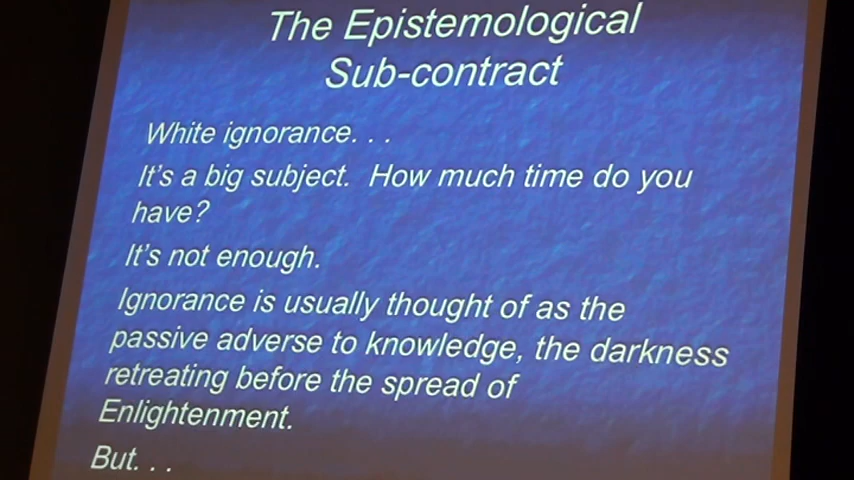 The Epistemological
Sub-contract
White ignorance. . .
It's a big subject. How much time do you
have?
It's not enough.
Ignorance is usually thought of as the
passive adverse to knowledge, the darkness
retreating before the spread of
Enlightenment.
But. . .